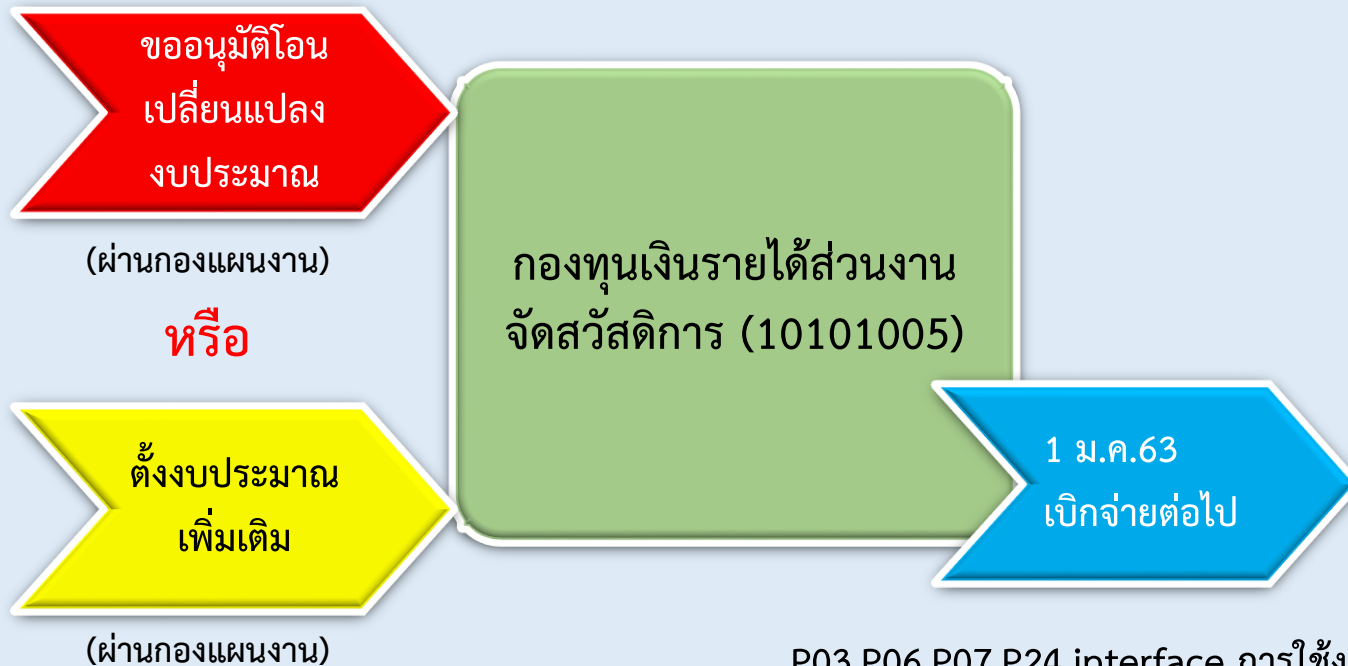 ขออนุมัติโอน
เปลี่ยนแปลง
งบประมาณ
(ผ่านกองแผนงาน)
หรือ
ตั้งงบประมาณ
เพิ่มเติม
(ผ่านกองแผนงาน)
กองทุนเงินรายได้ส่วนงาน
จัดสวัสดิการ (10101005)
1 ม.ค.63
เบิกจ่ายต่อไป
P03 P06 P07 P24 interface การใช้ง